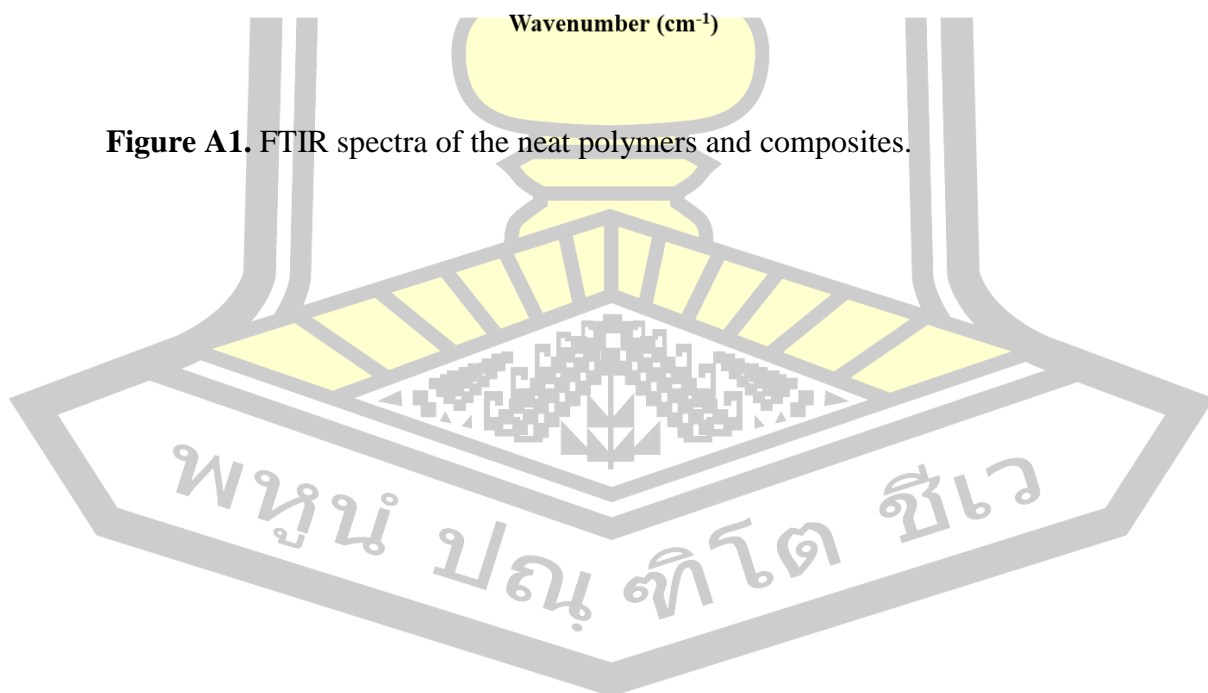 Wavenumber (cm⁻¹)
Figure A1. FTIR spectra of the neat polymers and composites.
พหูนํ ปณฺฑิโต ชีเว